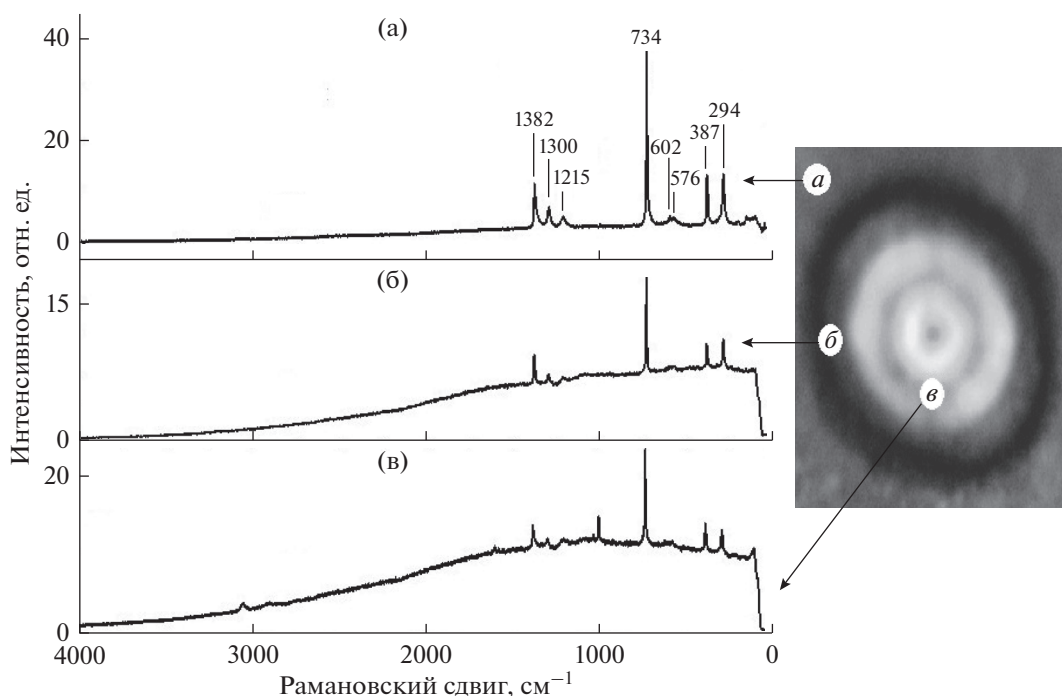 (а)
40
20
0
734
1382
1300
1215
602
576
387
294
а
(б)
15
0
б
в
(в)
20
0
4000
3000
2000
1000
0
Интенсивность, отн. ед.
Рамановский сдвиг, см⁻¹